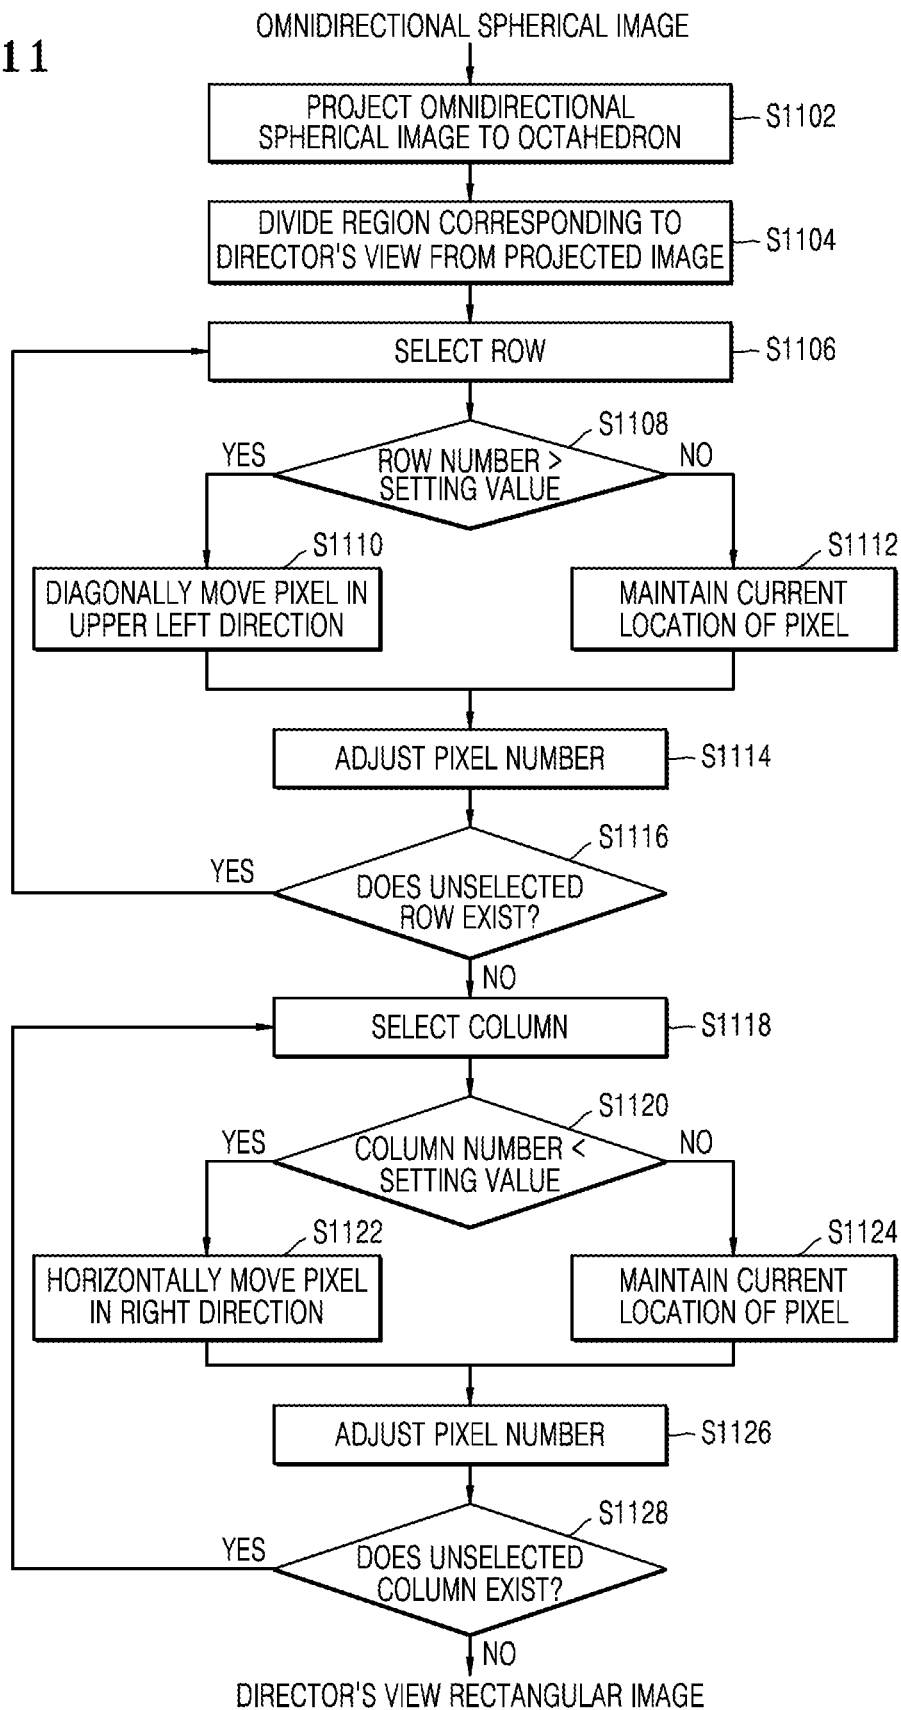 OMNIDIRECTIONAL SPHERICAL IMAGE
11
PROJECT OMNIDIRECTIONAL
SPHERICAL IMAGE TO OCTAHEDRON
S1102
DIVIDE REGION CORRESPONDING TO
DIRECTOR'S VIEW FROM PROJECTED IMAGE
S1104
SELECT ROW
S1106
S1108
YES
ROW NUMBER >
SETTING VALUE
NO
S1110
DIAGONALLY MOVE PIXEL IN
UPPER LEFT DIRECTION
S1112
MAINTAIN CURRENT
LOCATION OF PIXEL
ADJUST PIXEL NUMBER
S1114
S1116
YES
DOES UNSELECTED
ROW EXIST?
NO
SELECT COLUMN
S1118
S1120
YES
COLUMN NUMBER <
SETTING VALUE
NO
S1122
HORIZONTALLY MOVE PIXEL
IN RIGHT DIRECTION
S1124
MAINTAIN CURRENT
LOCATION OF PIXEL
ADJUST PIXEL NUMBER
S1126
S1128
YES
DOES UNSELECTED
COLUMN EXIST?
NO
DIRECTOR'S VIEW RECTANGULAR IMAGE